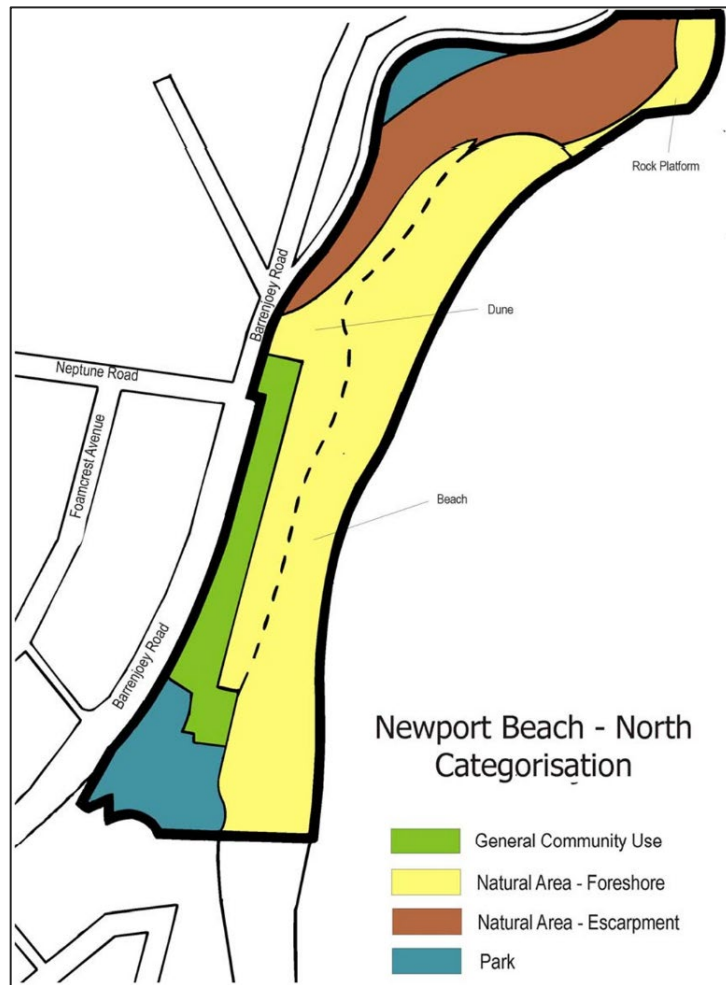 Rock Platform
Barrenjoey Road
Dune
Neptune Road
Foamcrest Avenue
Beach
Barrenjoey Road
Newport Beach - North
Categorisation
General Community Use
Natural Area - Foreshore
Natural Area - Escarpment
Park